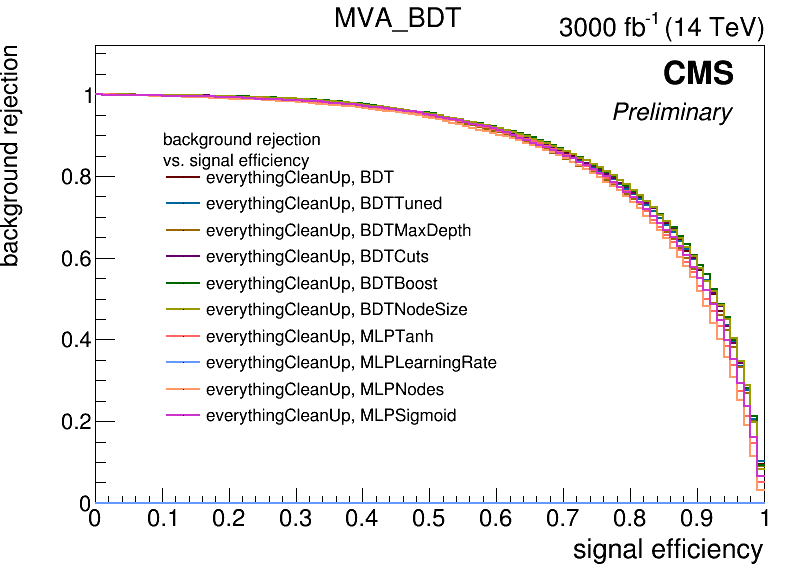 MVA_BDT
3000 fb⁻¹ (14 TeV)
CMS
Preliminary
background rejection
background rejection
vs. signal efficiency
everythingCleanUp, BDT
everythingCleanUp, BDTTuned
everythingCleanUp, BDTMaxDepth
everythingCleanUp, BDTCuts
everythingCleanUp, BDTBoost
everythingCleanUp, BDTNodeSize
everythingCleanUp, MLPTanh
everythingCleanUp, MLPLearningRate
everythingCleanUp, MLPNodes
everythingCleanUp, MLPSigmoid
1
0.8
0.6
0.4
0.2
0
0 0.1 0.2 0.3 0.4 0.5 0.6 0.7 0.8 0.9 1
signal efficiency